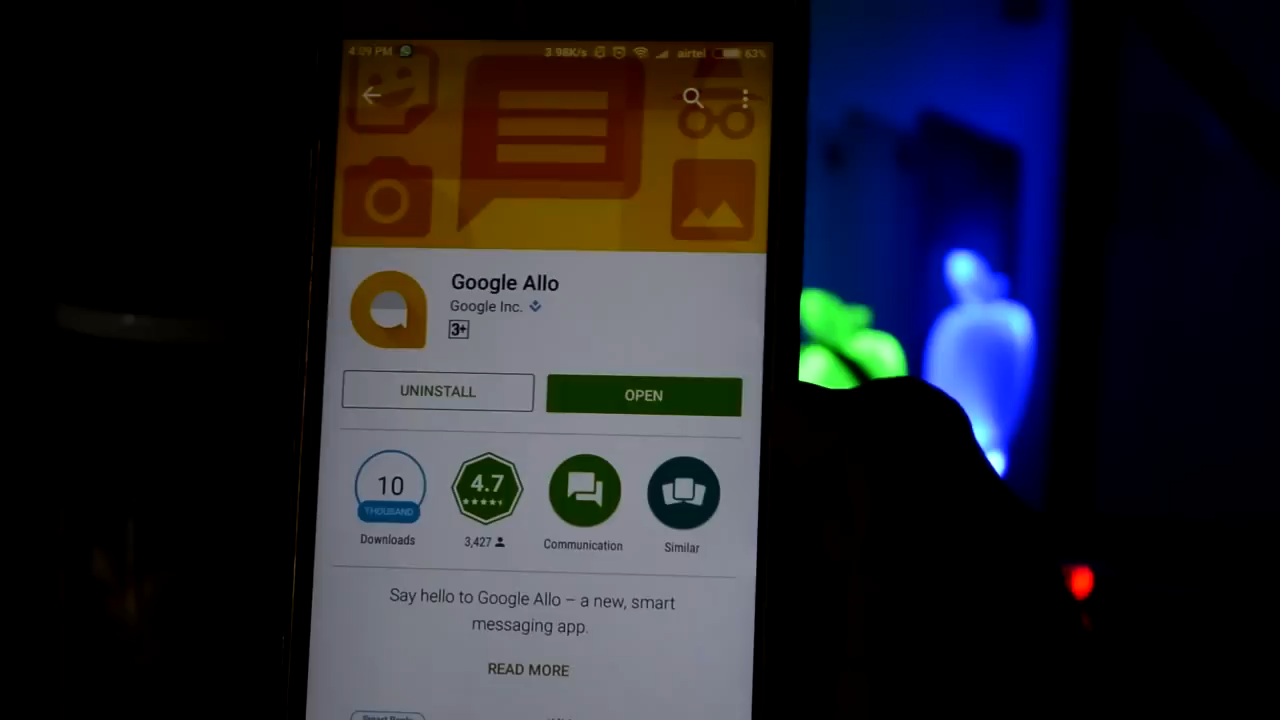 4:09 PM 3.98K/s airtel 63%
Google Allo
Google Inc.
3+
UNINSTALL OPEN
10 THOUSAND Downloads
4.7 3,427
Communication
Similar
Say hello to Google Allo – a new, smart
messaging app.
READ MORE